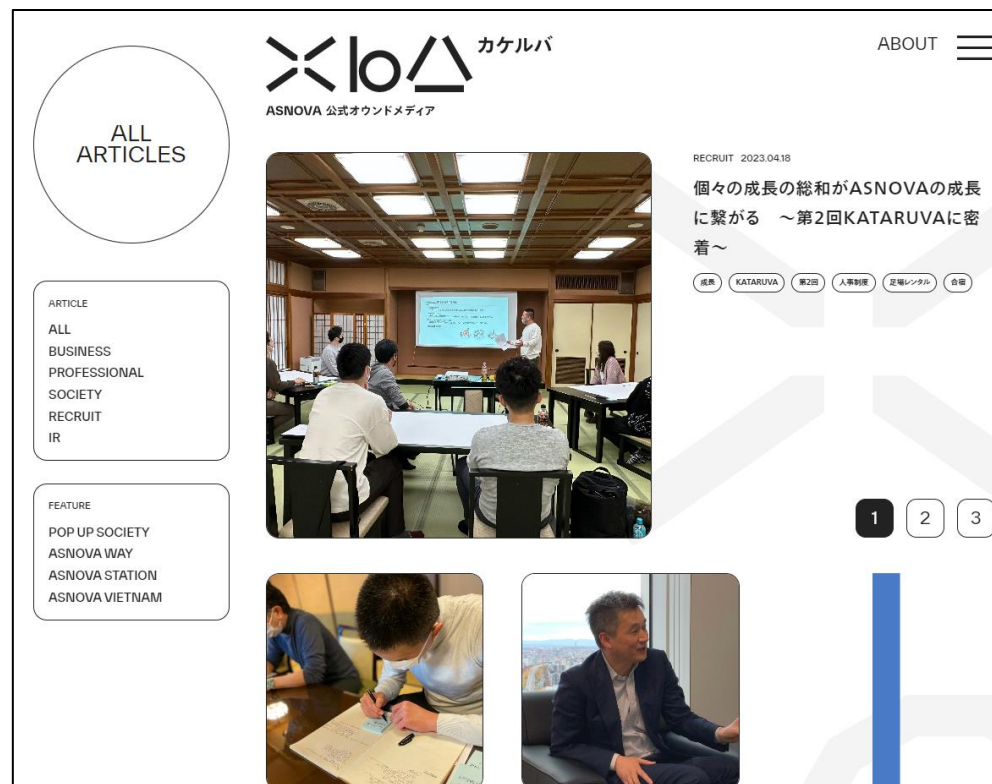 カケルバ
ABOUT
ASNOVA 公式オウンドメディア
ALL
ARTICLES
RECRUIT 2023.04.18
個々の成長の総和がASNOVAの成長
に繋がる ～第2回KATARUVAに密
着～
成長 KATARUVA 第2回 人事制度 足場レンタル 合宿
ARTICLE
ALL
BUSINESS
PROFESSIONAL
SOCIETY
RECRUIT
IR
FEATURE
POP UP SOCIETY
ASNOVA WAY
ASNOVA STATION
ASNOVA VIETNAM
1 2 3